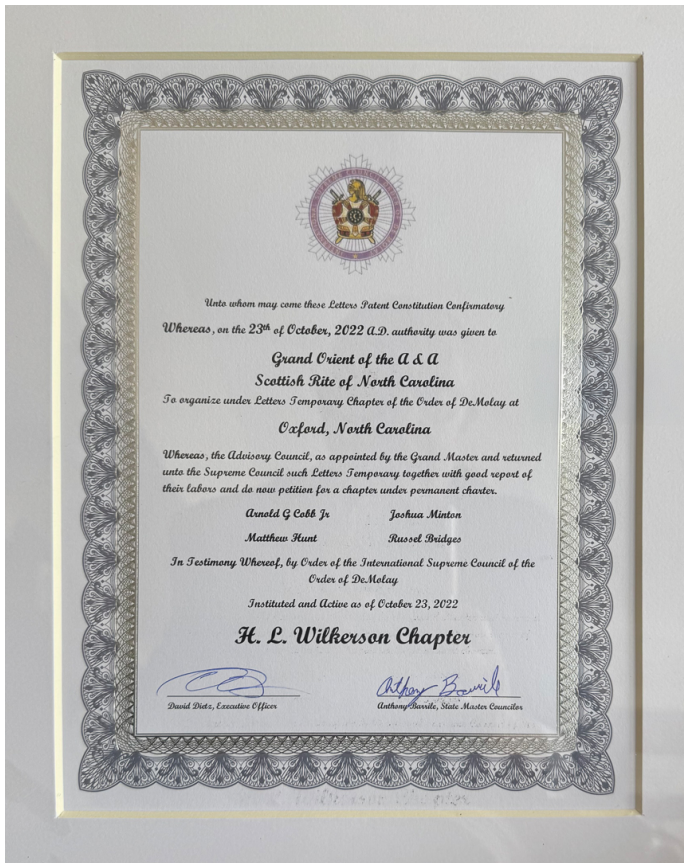 Unto whom may come these Letters Patent Constitution Confirmatory
Whereas, on the 23th of October, 2022 A.D. authority was given to
Grand Orient of the A & A
Scottish Rite of North Carolina
To organize under Letters Temporary Chapter of the Order of DeMolay at
Oxford, North Carolina
Whereas, the Advisory Council, as appointed by the Grand Master and returned
unto the Supreme Council such Letters Temporary together with good report of
their labors and do now petition for a chapter under permanent charter.
Arnold G Cobb Jr Joshua Minton
Matthew Hunt Russel Bridges
In Testimony Whereof, by Order of the International Supreme Council of the
Order of DeMolay
Instituted and Active as of October 23, 2022
H. L. Wilkerson Chapter
Anthony Barrile
David Dietz, Executive Officer Anthony Barrile, State Master Councilor